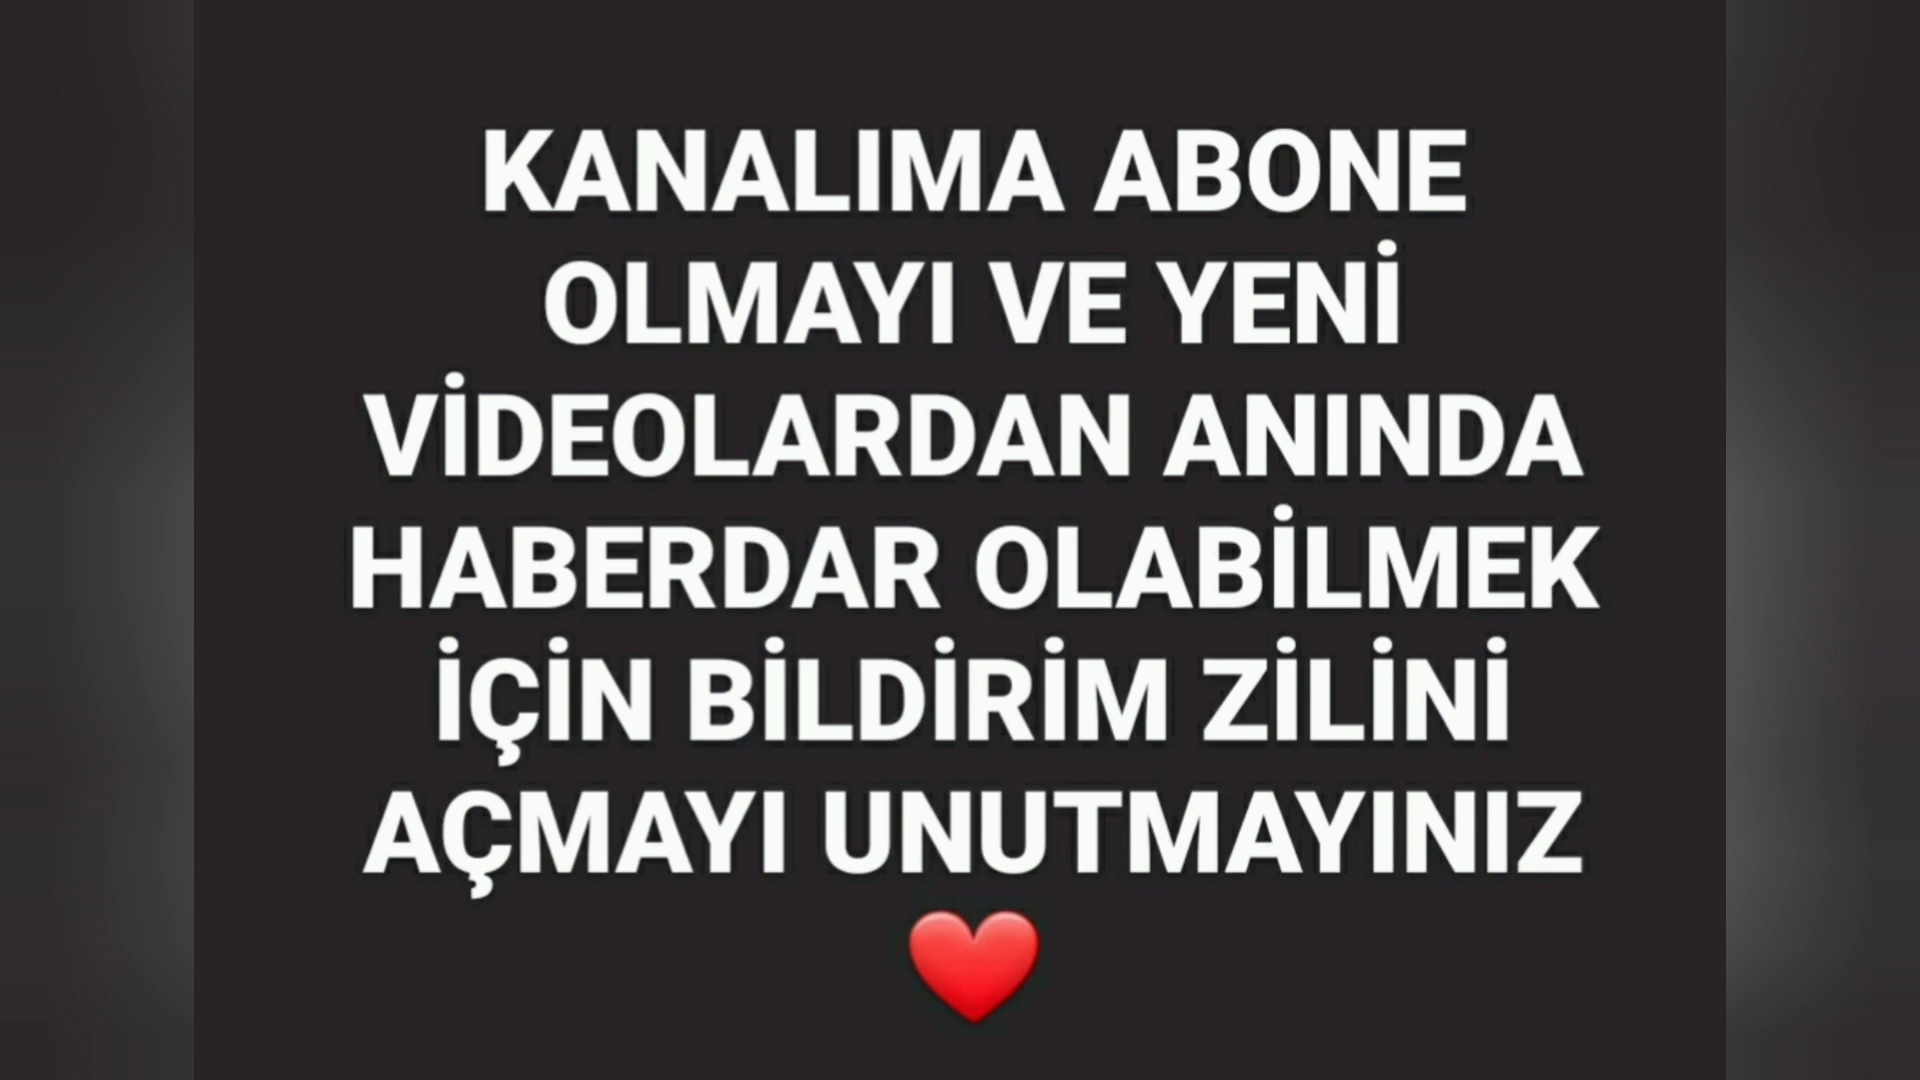 KANALIMA ABONE
OLMAYI VE YENİ
VİDEOLARDAN ANINDA
HABERDAR OLABİLMEK
İÇİN BİLDİRİM ZİLİNİ
AÇMAYI UNUTMAYINIZ
❤️